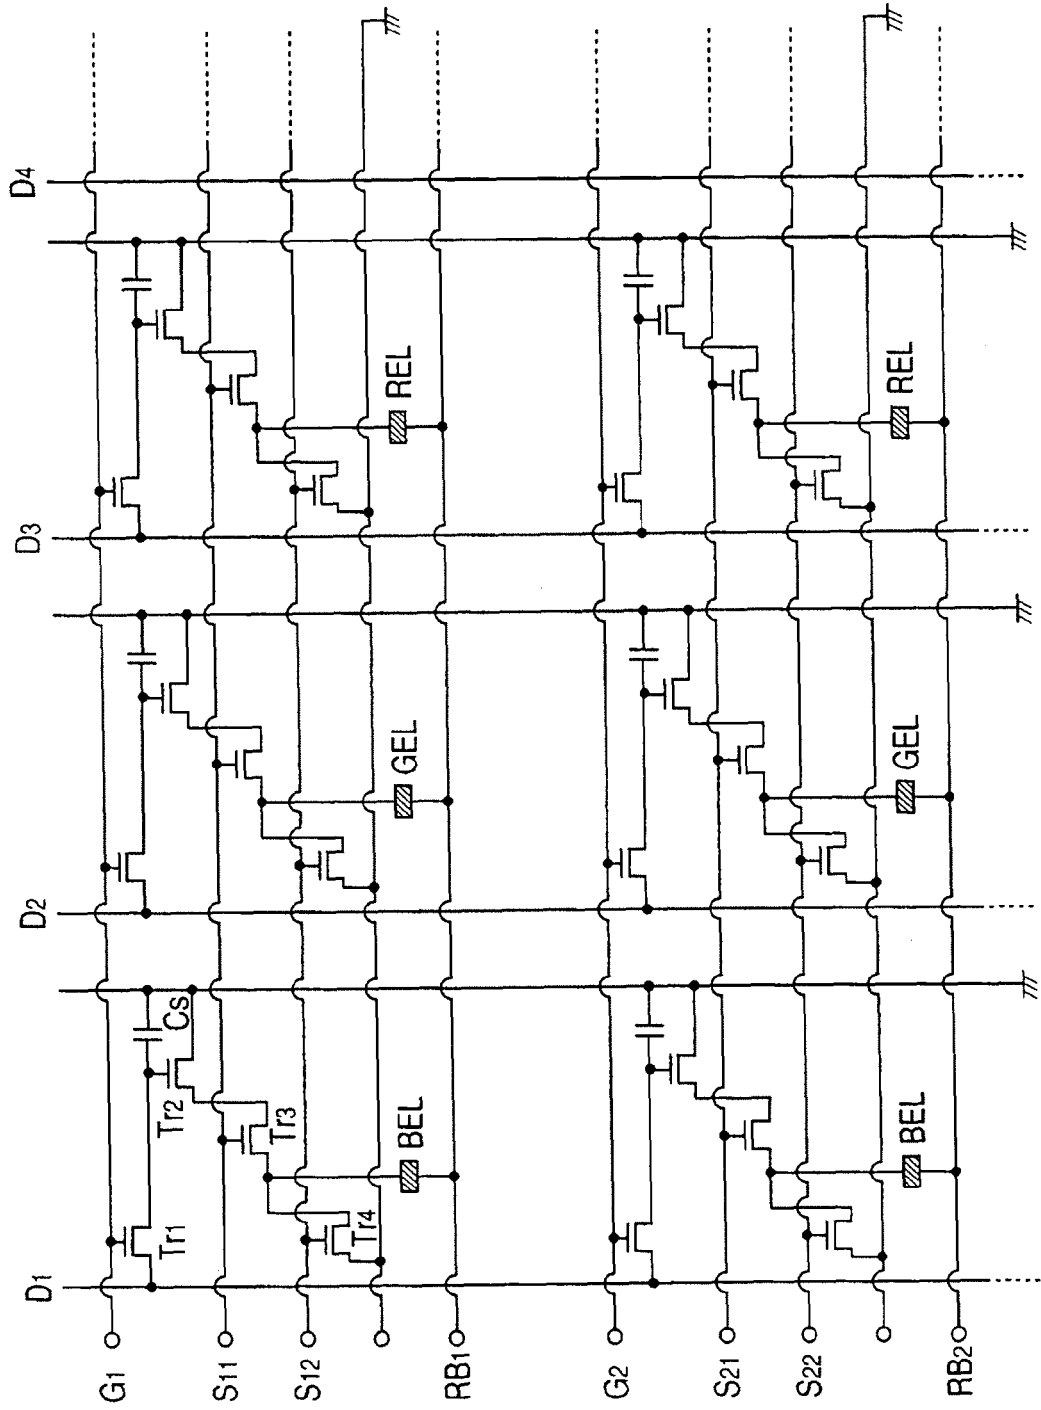 D1
D2
D3
D4
G1
Tr1
Tr2
Cs
S11
Tr3
S12
Tr4
BEL
GEL
REL
RB1
G2
S21
S22
BEL
GEL
REL
RB2